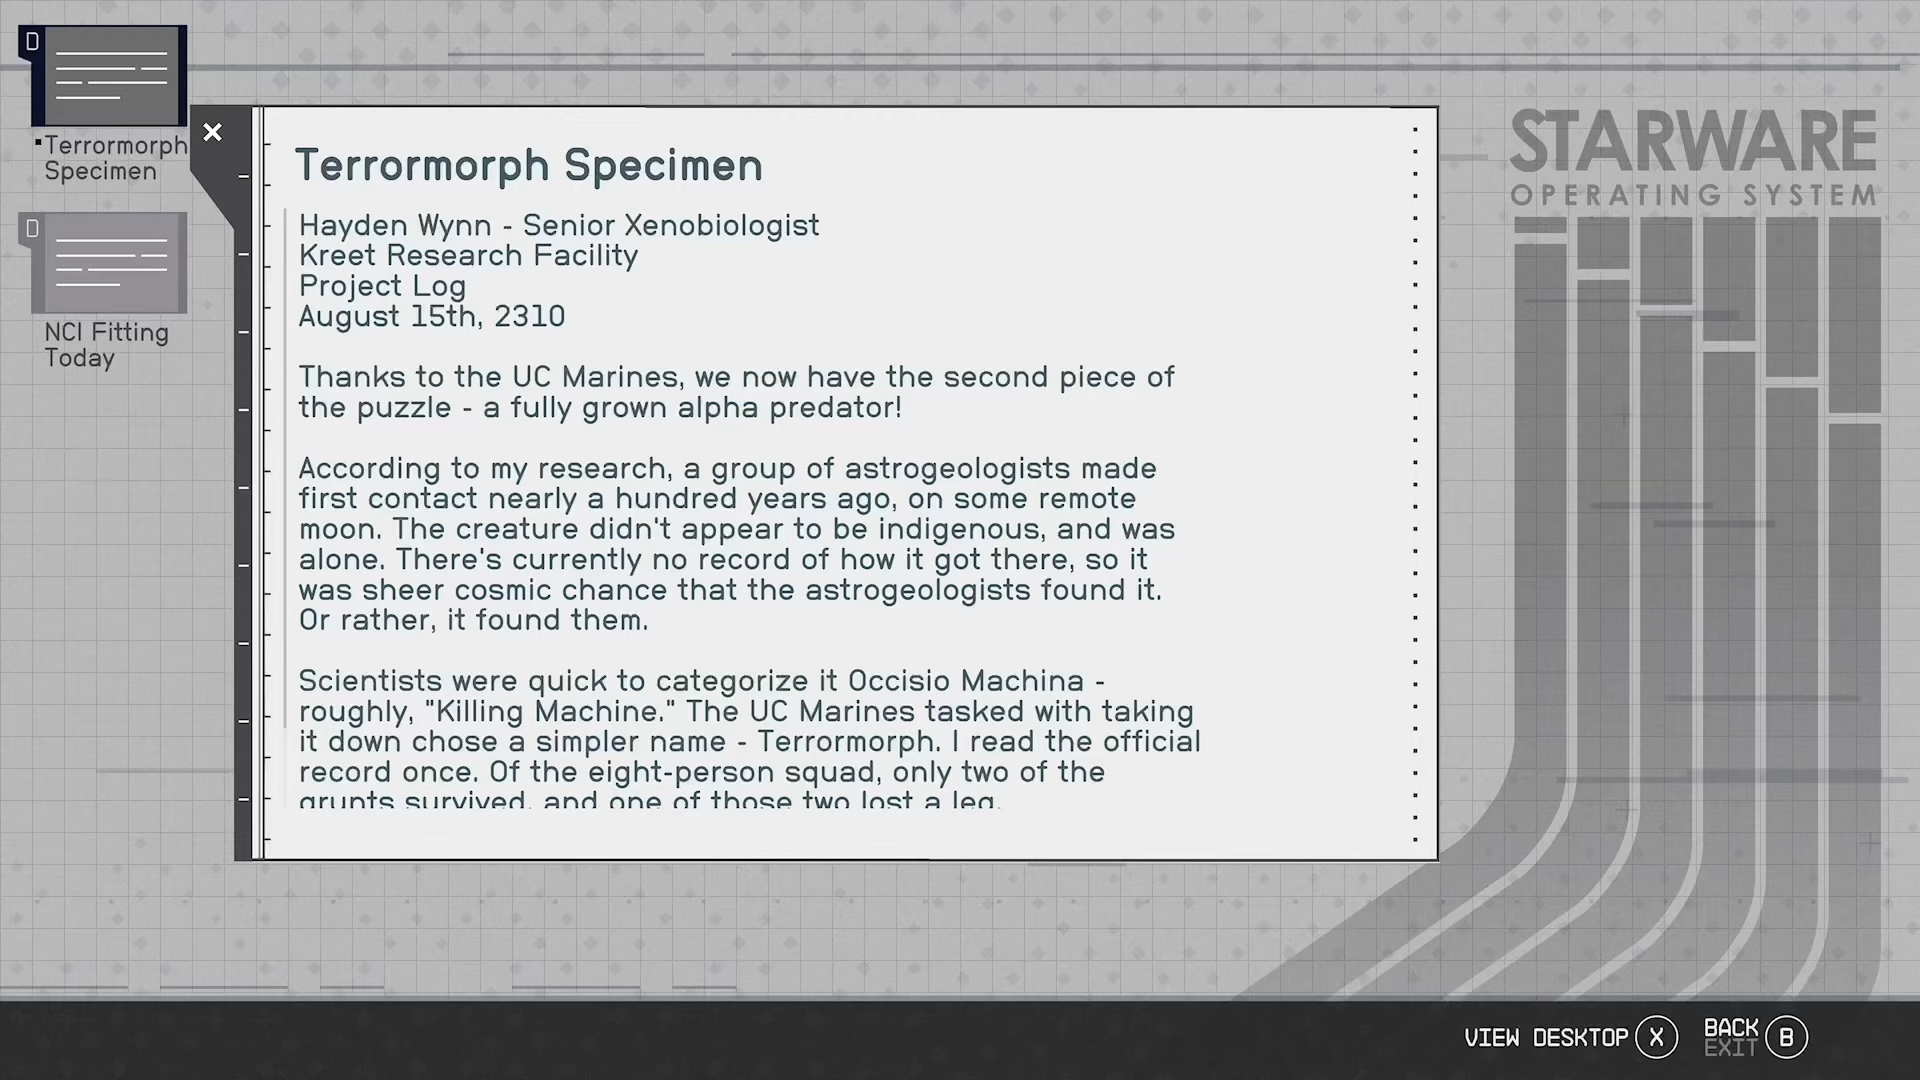 D
Terrormorph
Specimen
D
NCI Fitting
Today
Terrormorph Specimen
Hayden Wynn - Senior Xenobiologist
Kreet Research Facility
Project Log
August 15th, 2310
Thanks to the UC Marines, we now have the second piece of
the puzzle - a fully grown alpha predator!
According to my research, a group of astrogeologists made
first contact nearly a hundred years ago, on some remote
moon. The creature didn't appear to be indigenous, and was
alone. There's currently no record of how it got there, so it
was sheer cosmic chance that the astrogeologists found it.
Or rather, it found them.
Scientists were quick to categorize it Occisio Machina -
roughly, "Killing Machine." The UC Marines tasked with taking
it down chose a simpler name - Terrormorph. I read the official
record once. Of the eight-person squad, only two of the
grunts survived, and one of those two lost a leg.
STARWARE
OPERATING SYSTEM
VIEW DESKTOP X
BACK B
EXIT